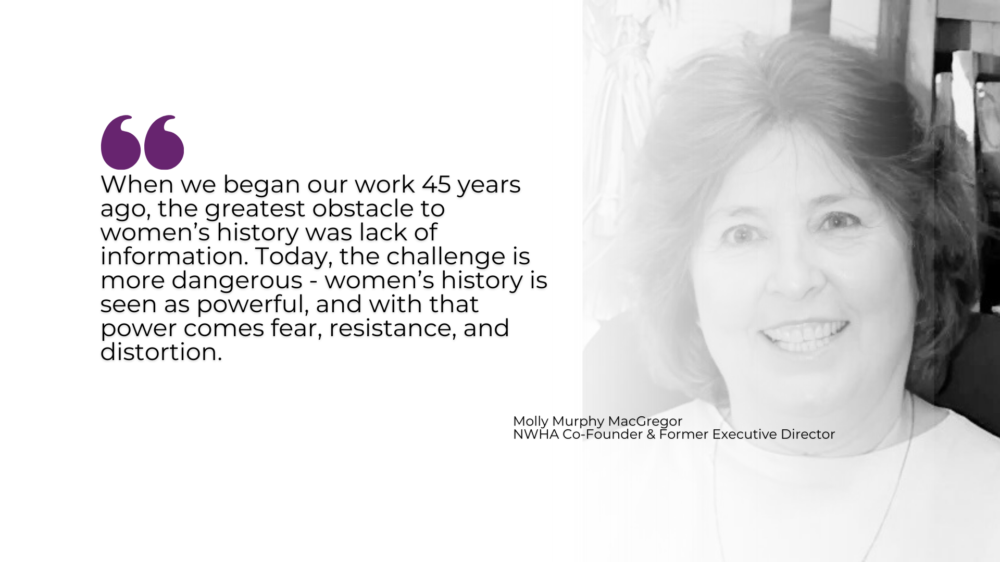 “
When we began our work 45 years
ago, the greatest obstacle to
women’s history was lack of
information. Today, the challenge is
more dangerous - women’s history is
seen as powerful, and with that
power comes fear, resistance, and
distortion.
Molly Murphy MacGregor
NWHA Co-Founder & Former Executive Director